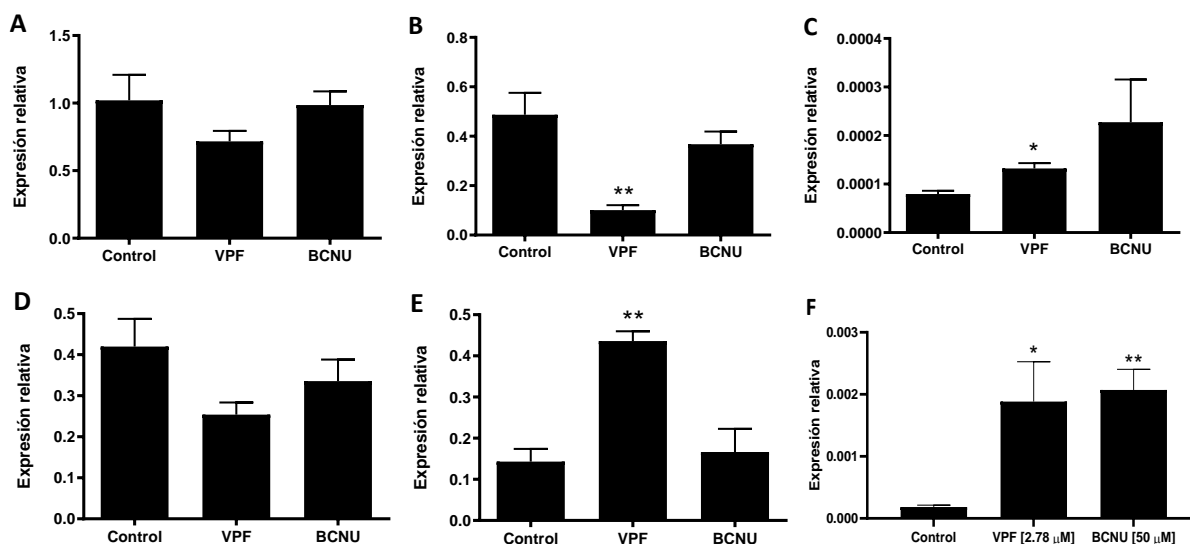 A
Expresión relativa
1.5
1.0
0.5
0.0
Control VPF BCNU
B
Expresión relativa
0.8
0.6
0.4
0.2
0.0
**
Control VPF BCNU
C
Expresión relativa
0.0004
0.0003
0.0002
0.0001
0.0000
*
Control VPF BCNU
D
Expresión relativa
0.5
0.4
0.3
0.2
0.1
0.0
Control VPF BCNU
E
Expresión relativa
0.5
0.4
0.3
0.2
0.1
0.0
**
Control VPF BCNU
F
Expresión relativa
0.003
0.002
0.001
0.000
* **
Control VPF [2.78 µM] BCNU [50 µM]